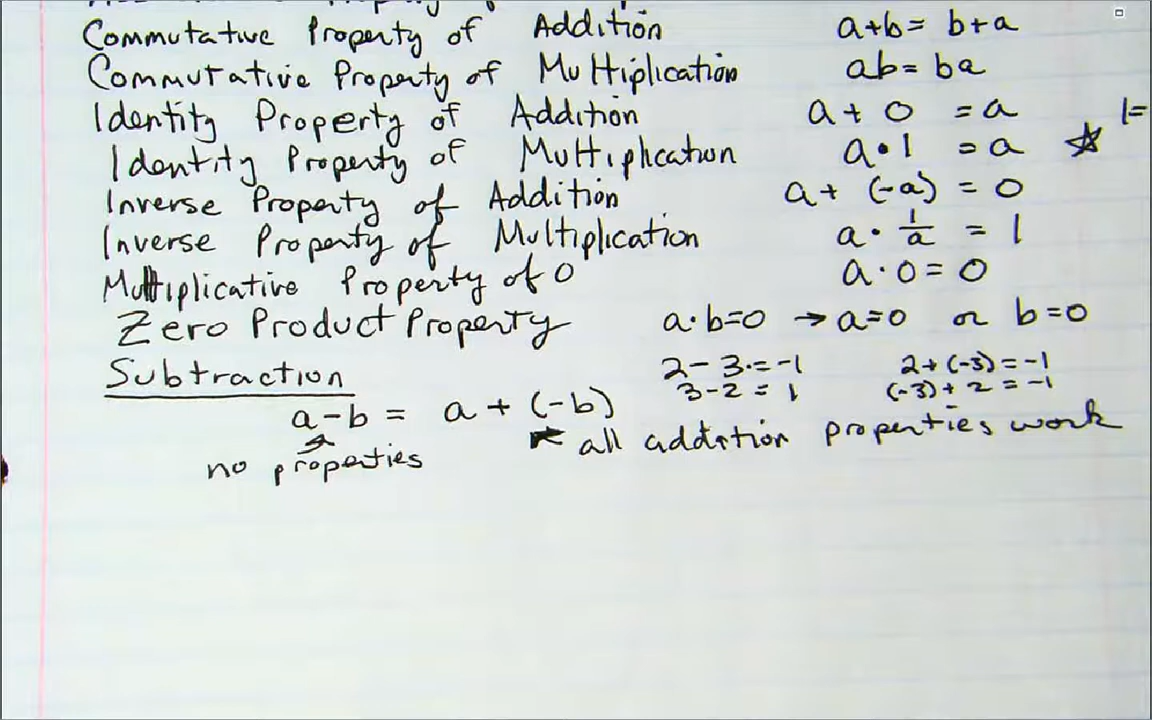 Commutative Property of Addition a+b = b+a
Commutative Property of Multiplication ab = ba
Identity Property of Addition a + 0 = a 1=
Identity Property of Multiplication a • 1 = a ☆
Inverse Property of Addition a + (-a) = 0
Inverse Property of Multiplication a · 1/a = 1
Multiplicative Property of 0 a · 0 = 0
Zero Product Property a · b=0 → a=0 or b=0
Subtraction 2 - 3 = -1 2 + (-3) = -1
3 - 2 = 1 (-3) + 2 = -1
a - b = a + (-b)
all addition properties work
no properties